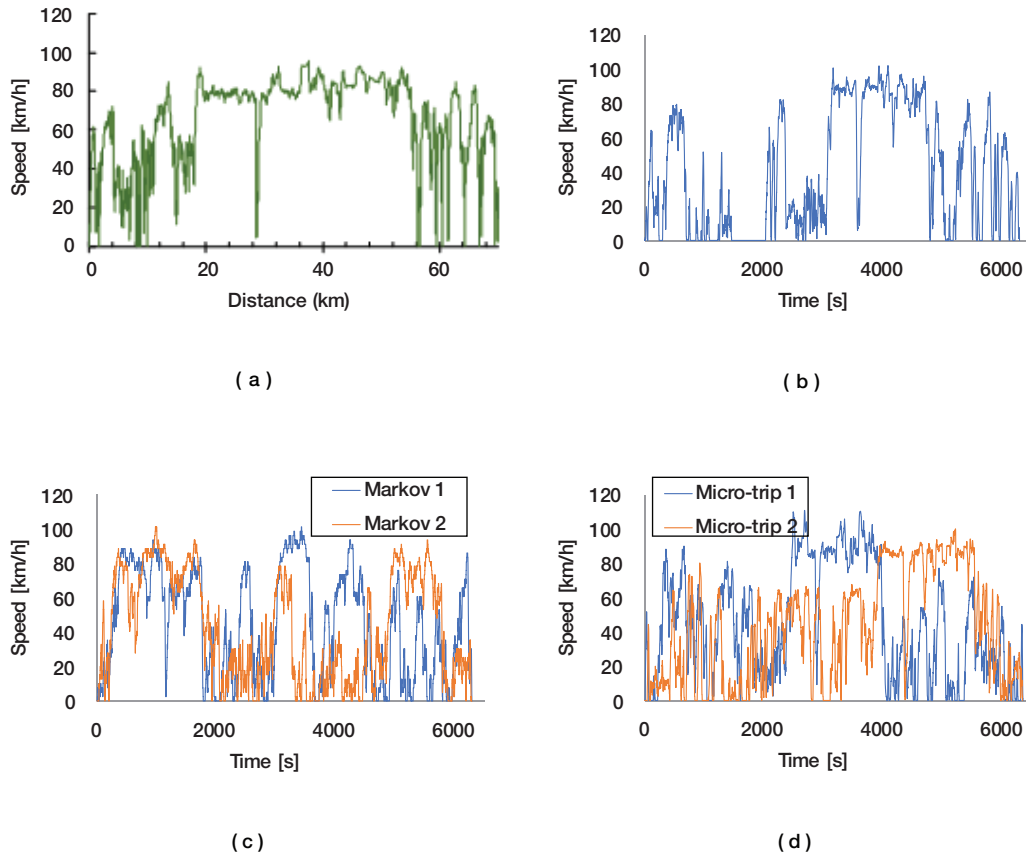 120
100
80
60
40
20
0
Speed [km/h]
0 20 40 60
Distance (km)
( a )
120
100
80
60
40
20
0
Speed [km/h]
0 2000 4000 6000
Time [s]
( b )
Markov 1
Markov 2
120
100
80
60
40
20
0
Speed [km/h]
0 2000 4000 6000
Time [s]
( c )
Micro-trip 1
Micro-trip 2
120
100
80
60
40
20
0
Speed [km/h]
0 2000 4000 6000
Time [s]
( d )